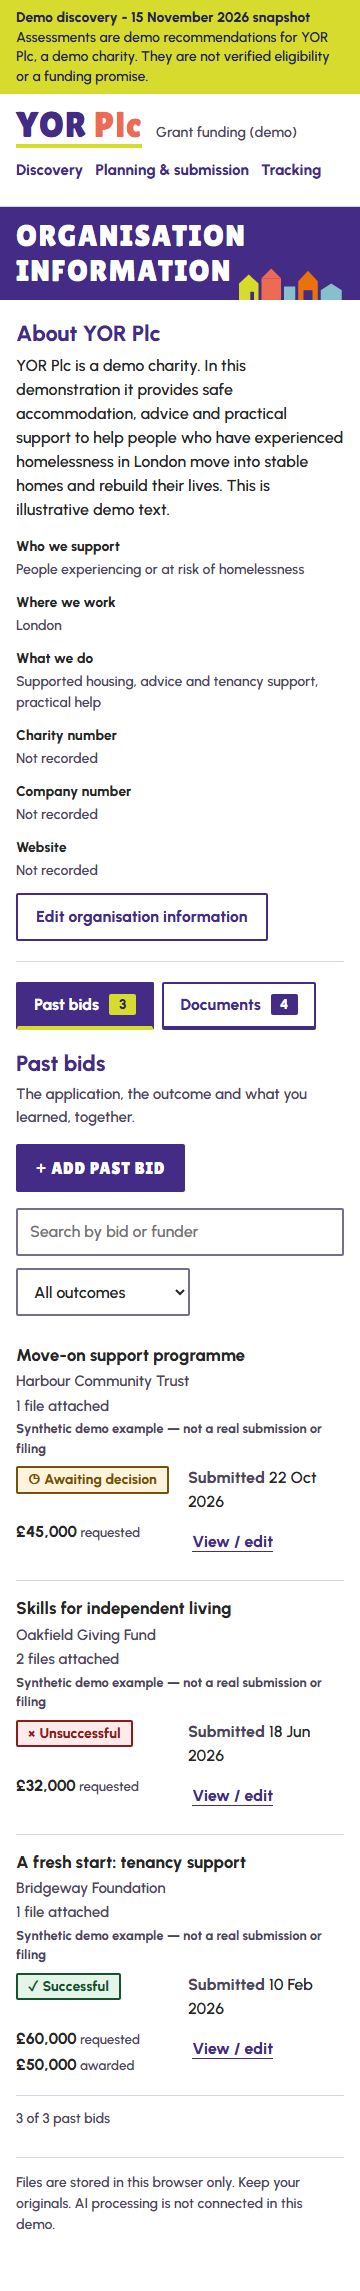 Demo discovery - 15 November 2026 snapshot
Assessments are demo recommendations for YOR
Plc, a demo charity. They are not verified eligibility
or a funding promise.
YOR Plc Grant funding (demo)
Discovery Planning & submission Tracking
ORGANISATION
INFORMATION
About YOR Plc
YOR Plc is a demo charity. In this
demonstration it provides safe
accommodation, advice and practical
support to help people who have experienced
homelessness in London move into stable
homes and rebuild their lives. This is
illustrative demo text.
Who we support
People experiencing or at risk of homelessness
Where we work
London
What we do
Supported housing, advice and tenancy support,
practical help
Charity number
Not recorded
Company number
Not recorded
Website
Not recorded
Edit organisation information
Past bids 3 Documents 4
Past bids
The application, the outcome and what you
learned, together.
+ ADD PAST BID
Search by bid or funder
All outcomes
Move-on support programme
Harbour Community Trust
1 file attached
Synthetic demo example — not a real submission or
filing
◷ Awaiting decision Submitted 22 Oct
2026
£45,000 requested View / edit
Skills for independent living
Oakfield Giving Fund
2 files attached
Synthetic demo example — not a real submission or
filing
× Unsuccessful Submitted 18 Jun
2026
£32,000 requested View / edit
A fresh start: tenancy support
Bridgeway Foundation
1 file attached
Synthetic demo example — not a real submission or
filing
✓ Successful Submitted 10 Feb
2026
£60,000 requested View / edit
£50,000 awarded
3 of 3 past bids
Files are stored in this browser only. Keep your
originals. AI processing is not connected in this
demo.